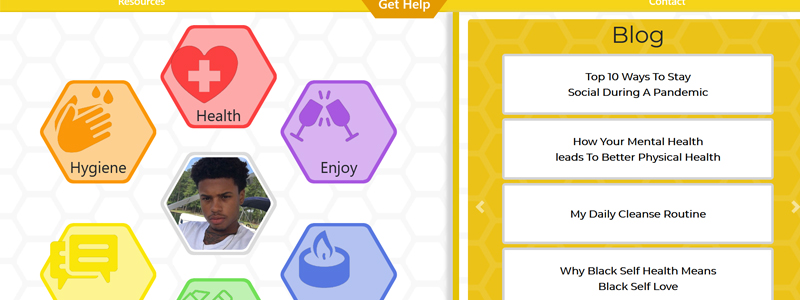 Resources
Get Help
Contact
Health
Hygiene
Enjoy
Blog
Top 10 Ways To Stay
Social During A Pandemic
How Your Mental Health
leads To Better Physical Health
My Daily Cleanse Routine
Why Black Self Health Means
Black Self Love